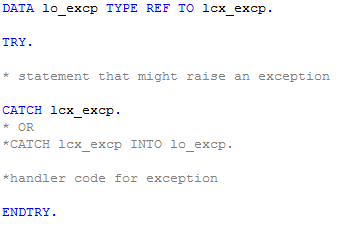 DATA lo_excp TYPE REF TO lcx_excp.
TRY.
* statement that might raise an exception
CATCH lcx_excp.
* OR
*CATCH lcx_excp INTO lo_excp.
*handler code for exception
ENDTRY.